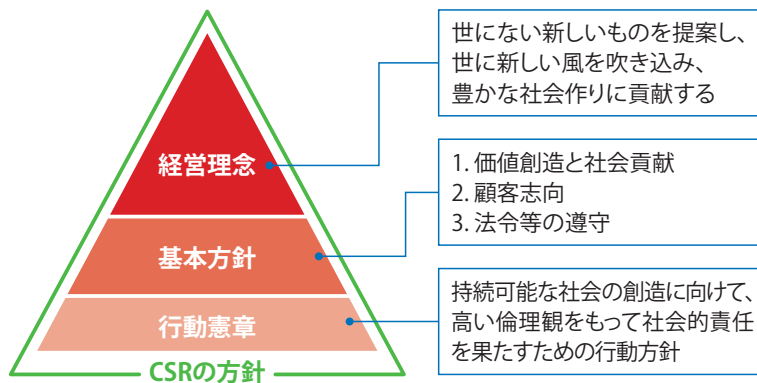 経営理念
世にない新しいものを提案し、
世に新しい風を吹き込み、
豊かな社会作りに貢献する
基本方針
1. 価値創造と社会貢献
2. 顧客志向
3. 法令等の遵守
行動憲章
持続可能な社会の創造に向けて、
高い倫理観をもって社会的責任
を果たすための行動方針
CSRの方針